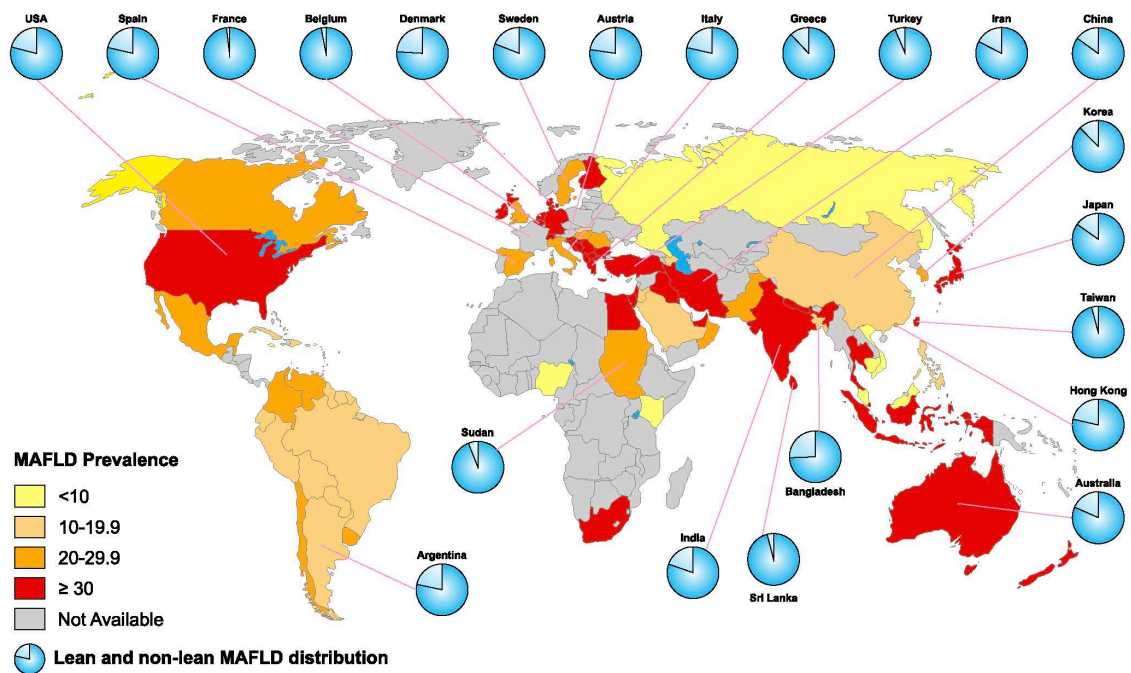 USA
Spain
France
Belgium
Denmark
Sweden
Austria
Italy
Greece
Turkey
Iran
China
Korea
Japan
Taiwan
Hong Kong
Australia
Sudan
Bangladesh
India
Sri Lanka
Argentina
MAFLD Prevalence
<10
10-19.9
20-29.9
≥ 30
Not Available
Lean and non-lean MAFLD distribution